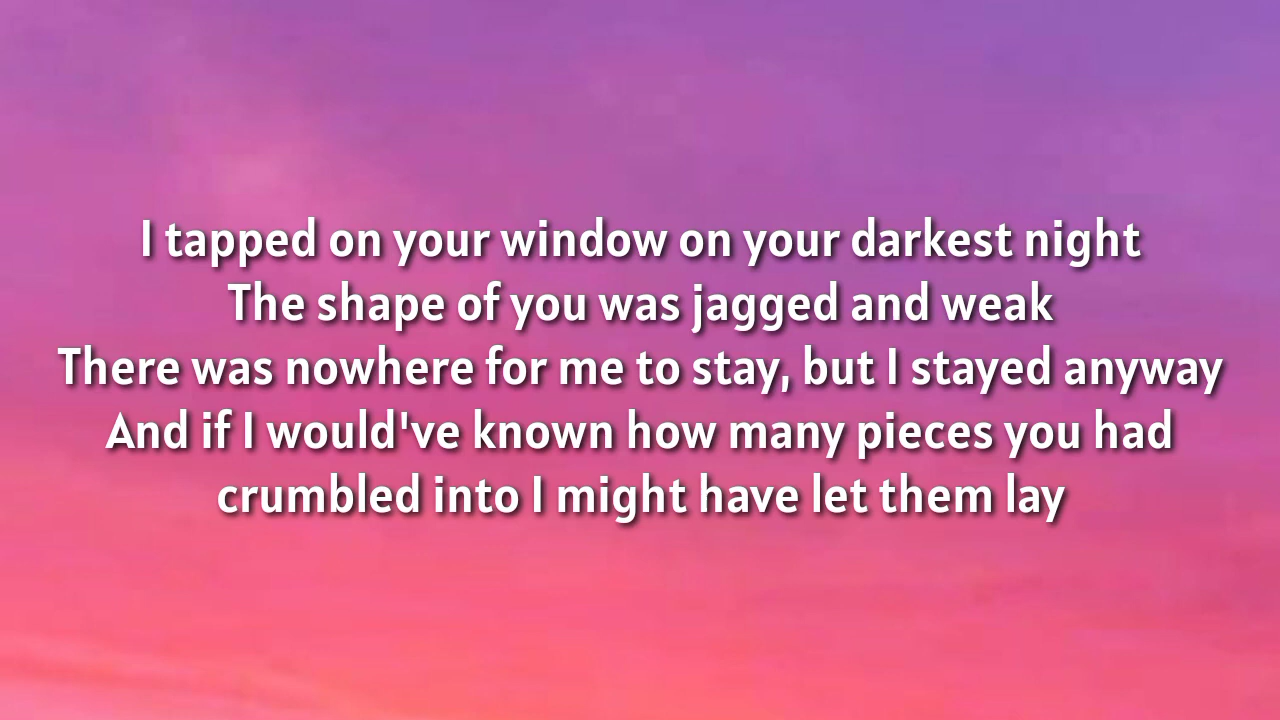 I tapped on your window on your darkest night
The shape of you was jagged and weak
There was nowhere for me to stay, but I stayed anyway
And if I would've known how many pieces you had
crumbled into I might have let them lay